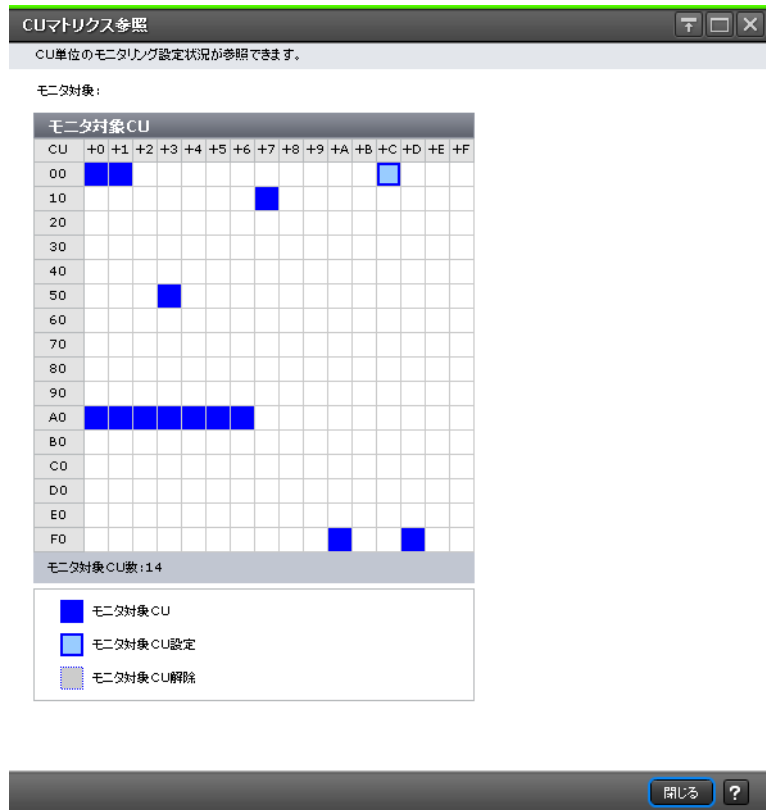 CUマトリクス参照
CU単位のモニタリング設定状況が参照できます。
モニタ対象:
モニタ対象CU
CU +0 +1 +2 +3 +4 +5 +6 +7 +8 +9 +A +B +C +D +E +F
00
10
20
30
40
50
60
70
80
90
A0
B0
C0
D0
E0
F0
モニタ対象CU数:14
モニタ対象CU
モニタ対象CU設定
モニタ対象CU解除
閉じる ?